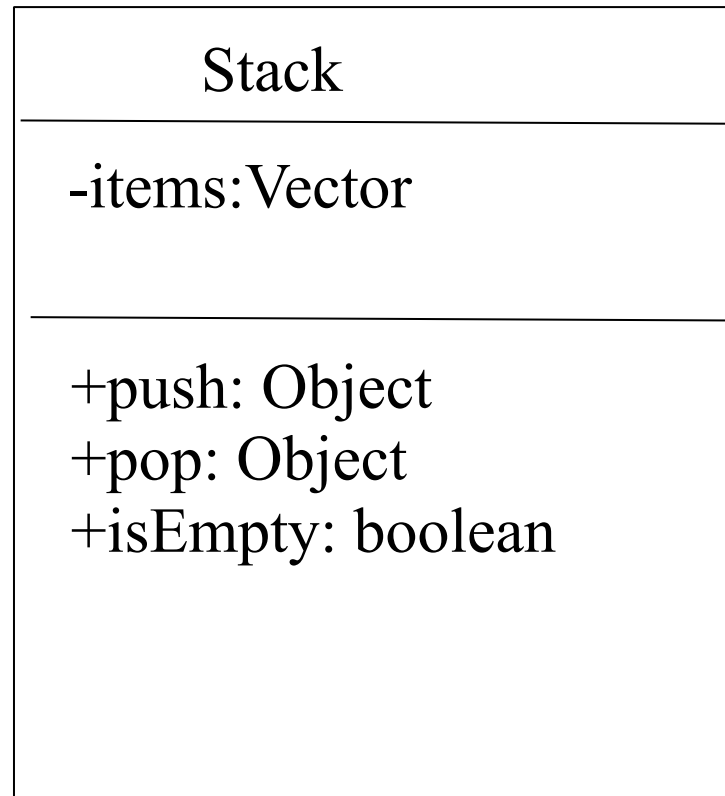 Stack
-items:Vector
+push: Object
+pop: Object
+isEmpty: boolean